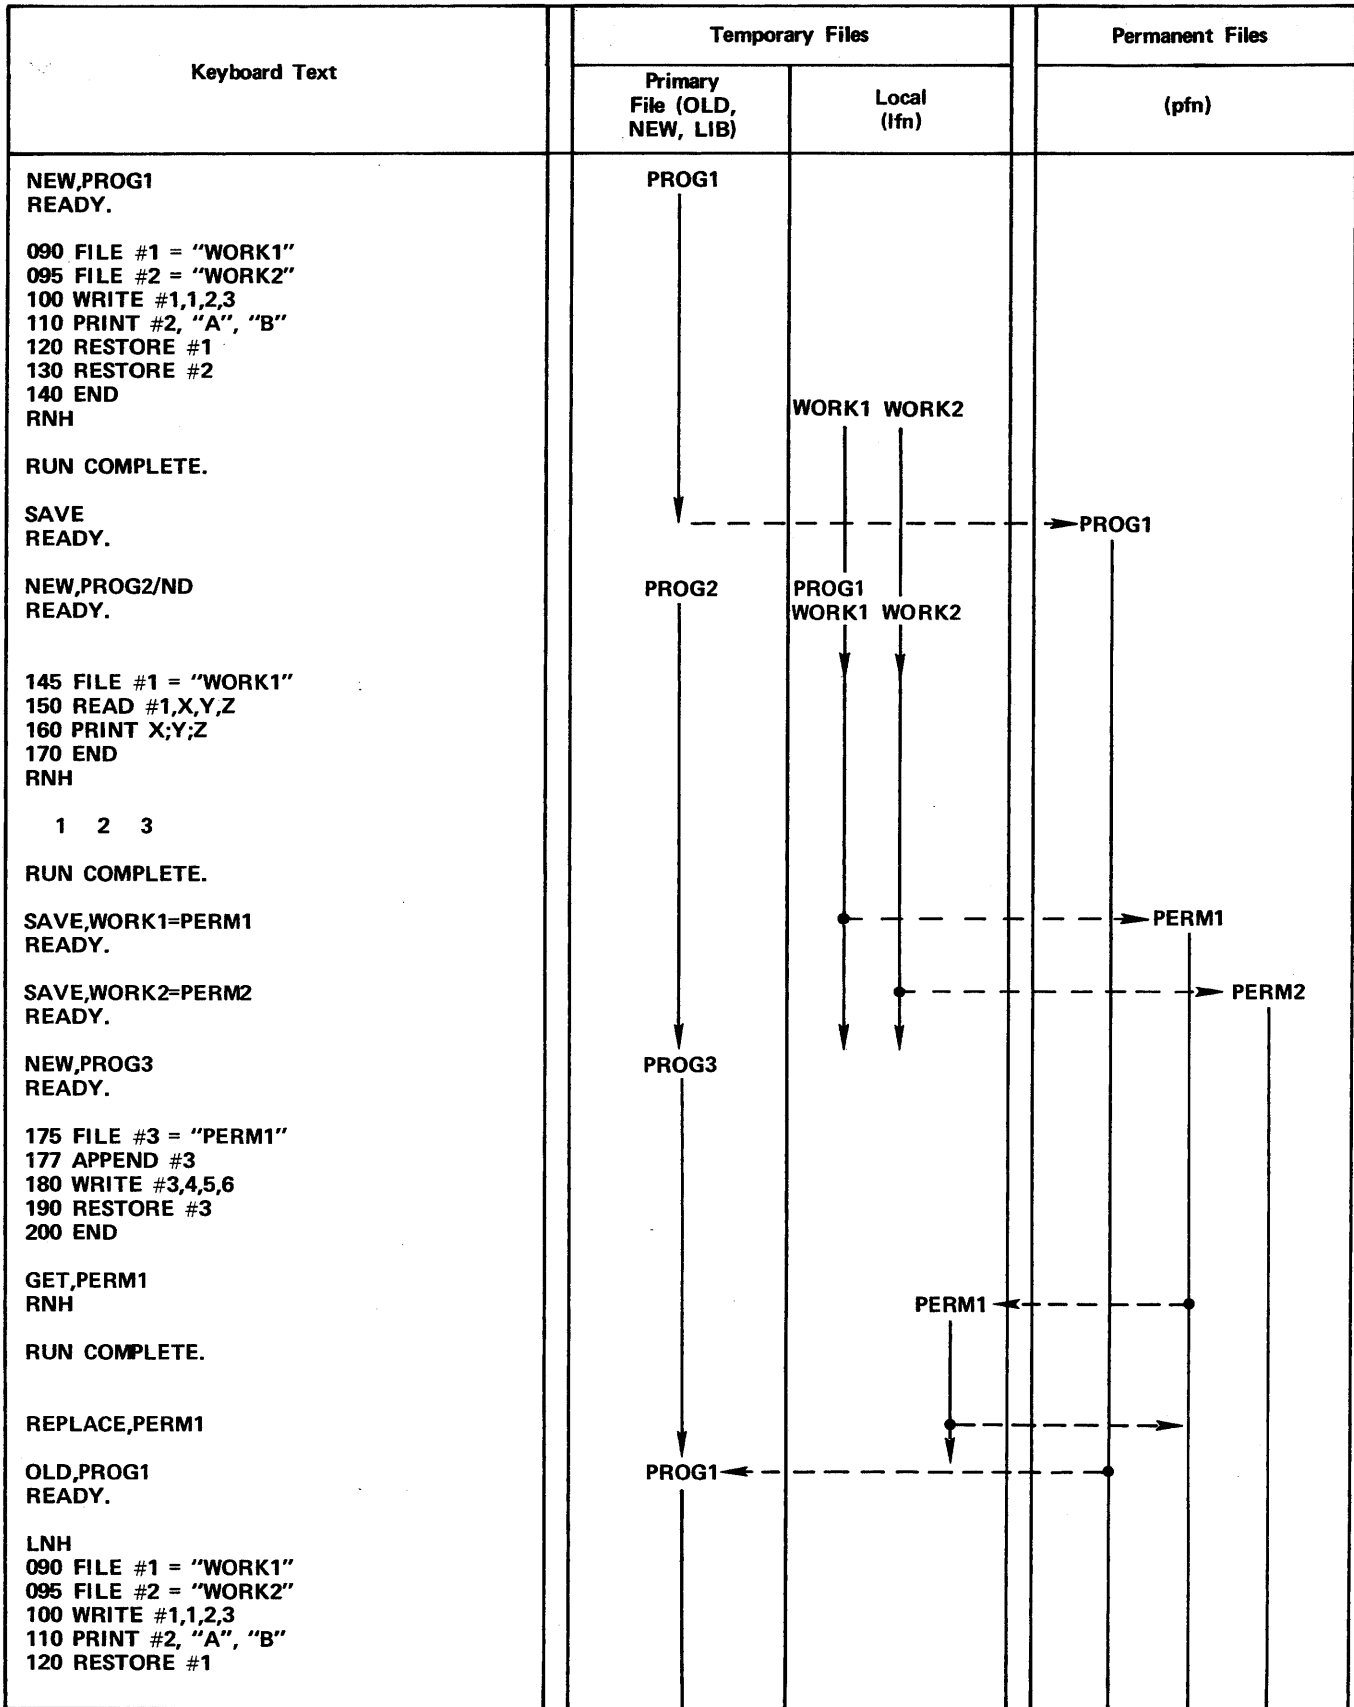 Keyboard Text
Temporary Files
Permanent Files
Primary
File (OLD,
NEW, LIB)
Local
(lfn)
(pfn)
NEW,PROG1 PROG1
READY.
090 FILE #1 = "WORK1"
095 FILE #2 = "WORK2"
100 WRITE #1,1,2,3
110 PRINT #2, "A", "B"
120 RESTORE #1
130 RESTORE #2
140 END
RNH WORK1 WORK2
RUN COMPLETE.
SAVE PROG1
READY.
NEW,PROG2/ND PROG2 PROG1
READY. WORK1 WORK2
145 FILE #1 = "WORK1"
150 READ #1,X,Y,Z
160 PRINT X;Y;Z
170 END
RNH
1 2 3
RUN COMPLETE.
SAVE,WORK1=PERM1 PERM1
READY.
SAVE,WORK2=PERM2 PERM2
READY.
NEW,PROG3 PROG3
READY.
175 FILE #3 = "PERM1"
177 APPEND #3
180 WRITE #3,4,5,6
190 RESTORE #3
200 END
GET,PERM1
RNH PERM1
RUN COMPLETE.
REPLACE,PERM1
OLD,PROG1 PROG1
READY.
LNH
090 FILE #1 = "WORK1"
095 FILE #2 = "WORK2"
100 WRITE #1,1,2,3
110 PRINT #2, "A", "B"
120 RESTORE #1